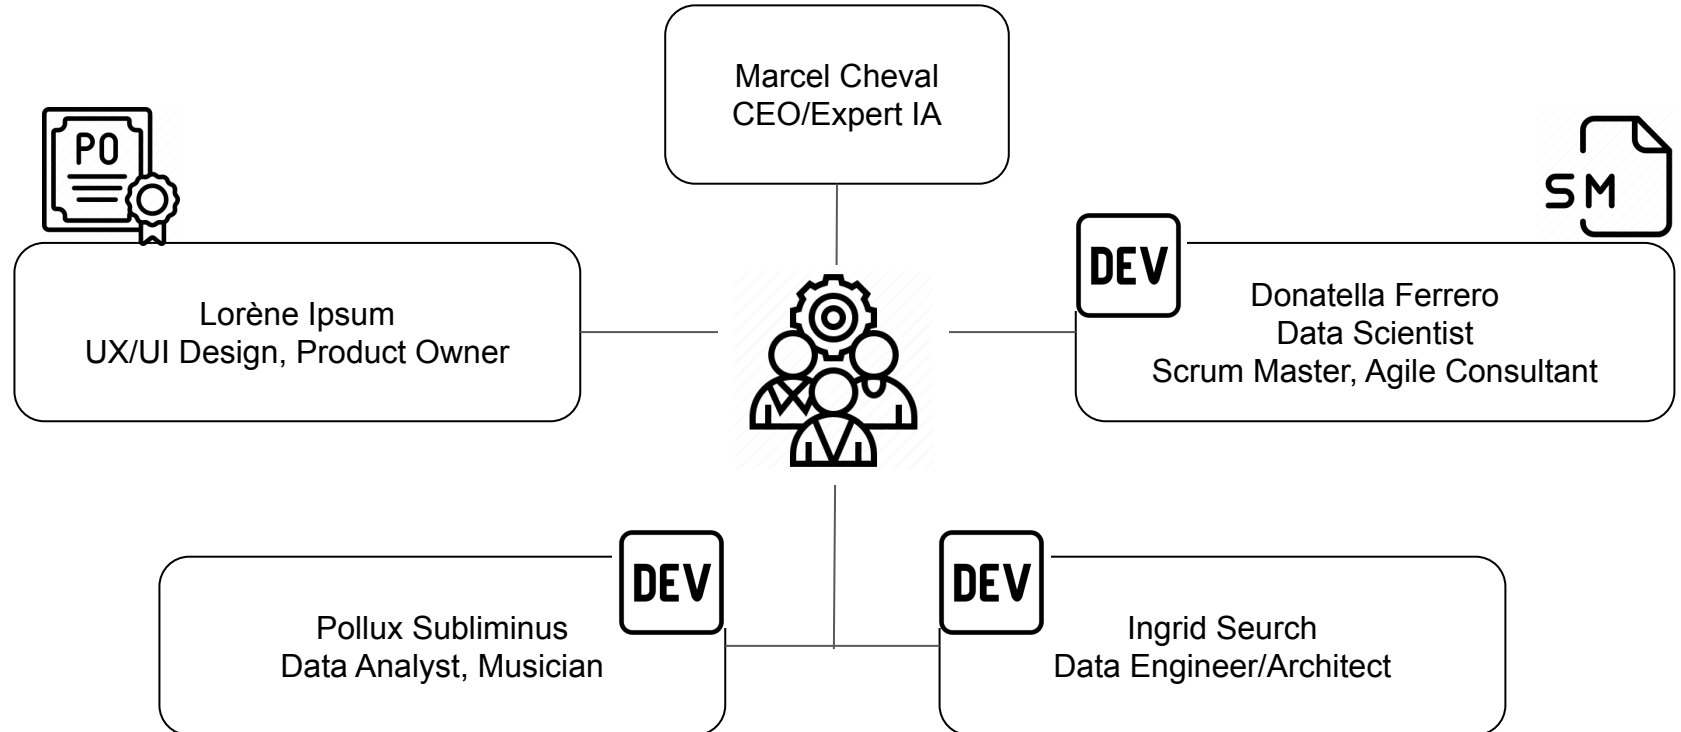 Marcel Cheval
CEO/Expert IA
PO
SM
DEV
Lorène Ipsum
UX/UI Design, Product Owner
Donatella Ferrero
Data Scientist
Scrum Master, Agile Consultant
DEV
DEV
Pollux Subliminus
Data Analyst, Musician
Ingrid Seurch
Data Engineer/Architect